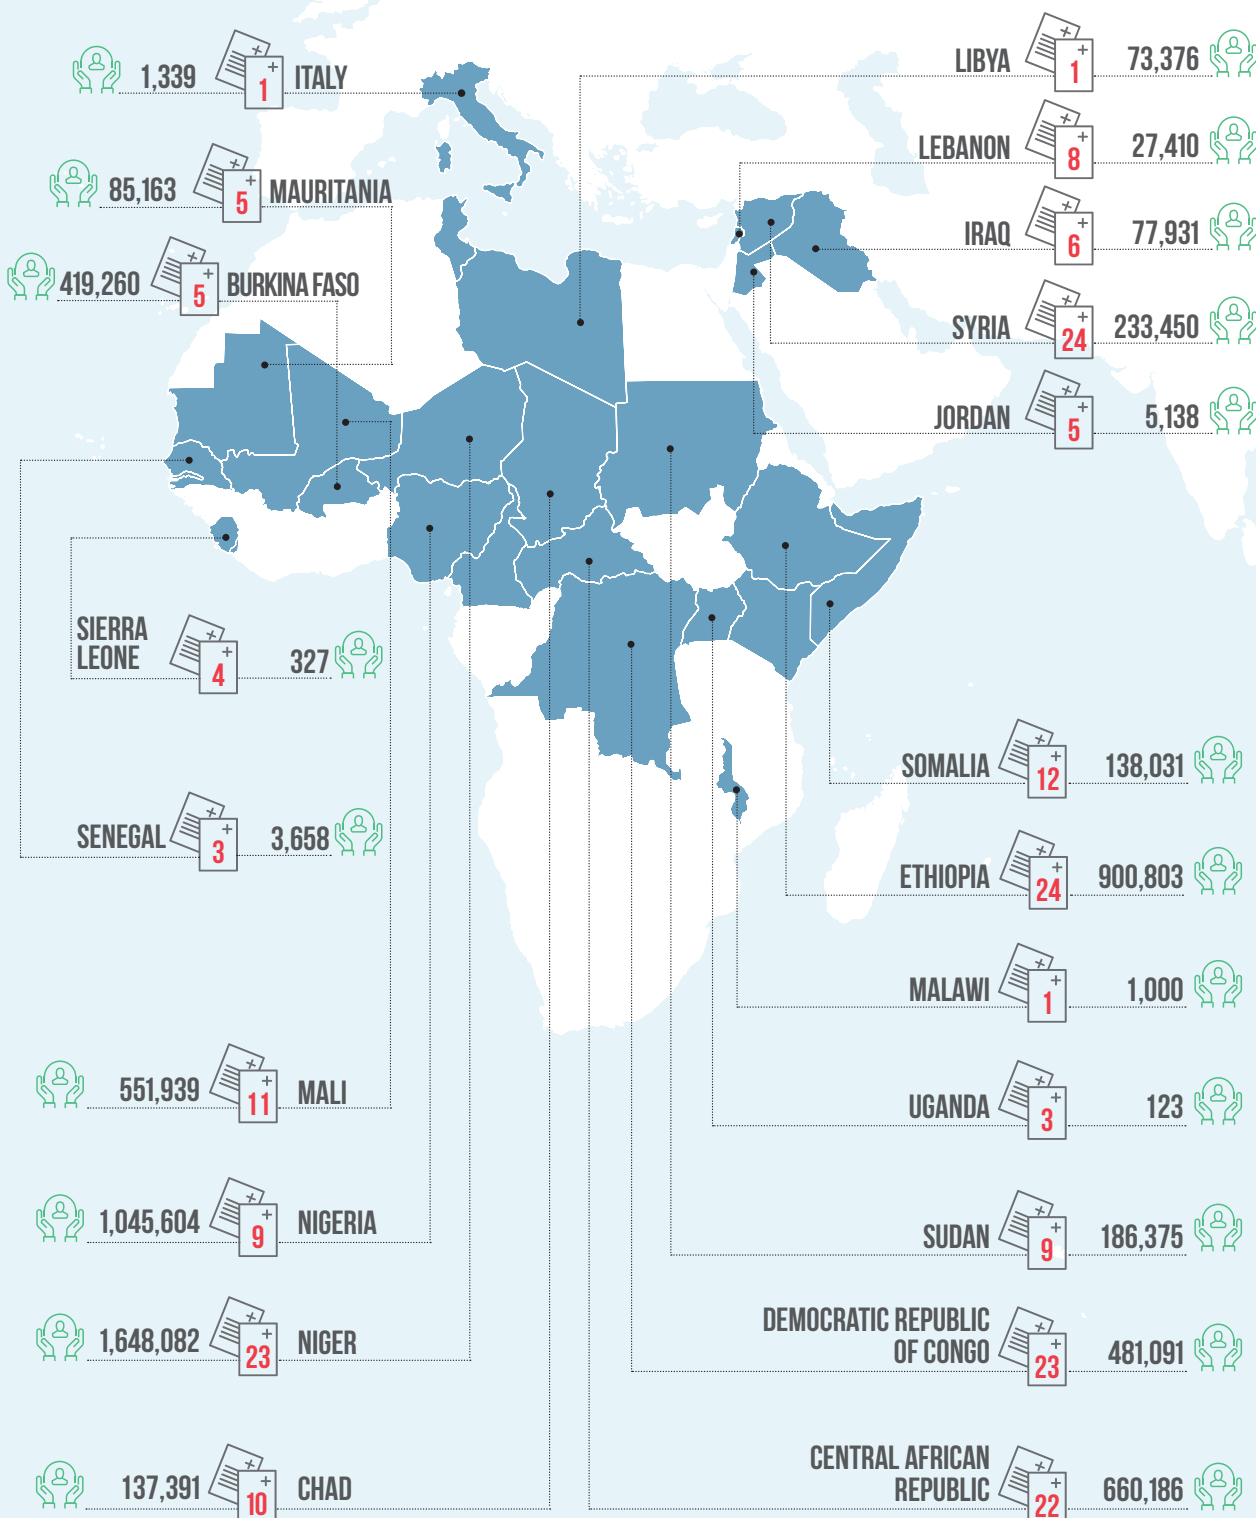 1,339 1 ITALY
85,163 5 MAURITANIA
419,260 5 BURKINA FASO
SIERRA
LEONE 4 327
SENEGAL 3 3,658
551,939 11 MALI
1,045,604 9 NIGERIA
1,648,082 23 NIGER
137,391 10 CHAD
LIBYA 1 73,376
LEBANON 8 27,410
IRAQ 6 77,931
SYRIA 24 233,450
JORDAN 5 5,138
SOMALIA 12 138,031
ETHIOPIA 24 900,803
MALAWI 1 1,000
UGANDA 3 123
SUDAN 9 186,375
DEMOCRATIC REPUBLIC
OF CONGO 23 481,091
CENTRAL AFRICAN
REPUBLIC 22 660,186